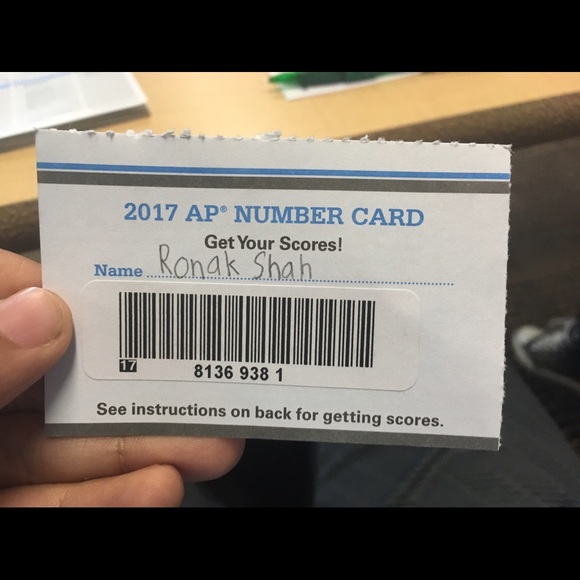 2017 AP® NUMBER CARD
Get Your Scores!
Name Ronak Shah
17
8136 938 1
See instructions on back for getting scores.